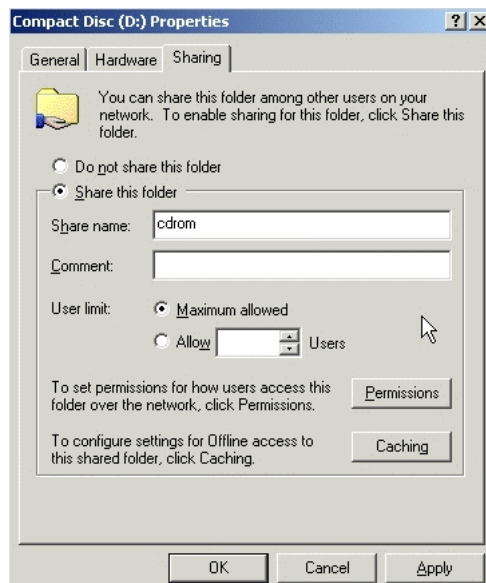 Compact Disc (D:) Properties
General
Hardware
Sharing
You can share this folder among other users on your
network. To enable sharing for this folder, click Share this
folder.
Do not share this folder
Share this folder
Share name: cdrom
Comment:
User limit: Maximum allowed
Allow Users
To set permissions for how users access this
folder over the network, click Permissions.
Permissions
To configure settings for Offline access to
this shared folder, click Caching.
Caching
OK
Cancel
Apply